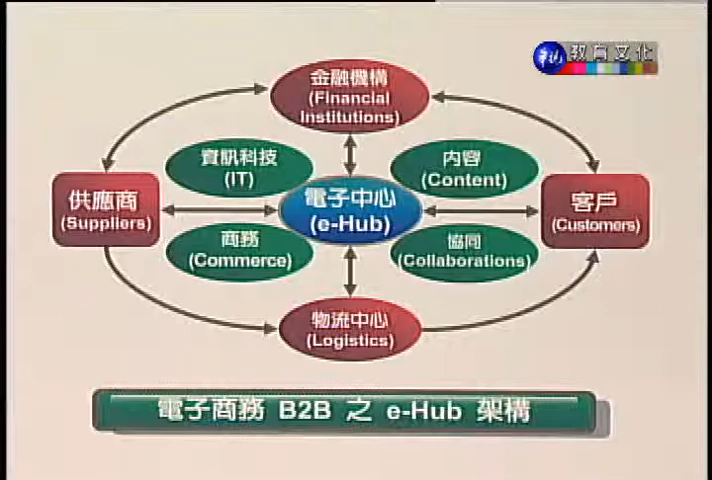 華視
教育文化
金融機構
(Financial
Institutions)
資訊科技
(IT)
內容
(Content)
供應商
(Suppliers)
電子中心
(e-Hub)
客戶
(Customers)
商務
(Commerce)
協同
(Collaborations)
物流中心
(Logistics)
電子商務 B2B 之 e-Hub 架構